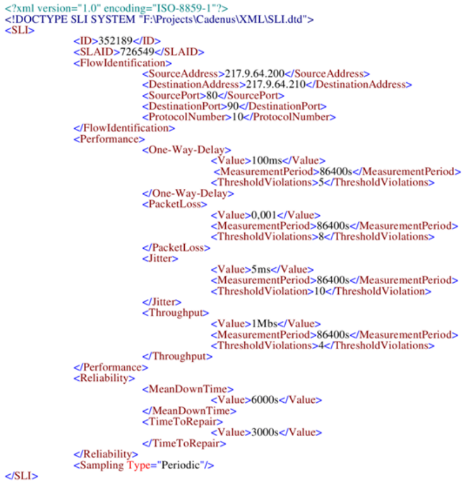 <?xml version="1.0" encoding="ISO-8859-1"?>
<!DOCTYPE SLI SYSTEM "F:\Projects\Cadenus\XML\SLI.dtd">
<SLI>
<ID>352189</ID>
<SLAID>726549</SLAID>
<FlowIdentification>
<SourceAddress>217.9.64.200</SourceAddress>
<DestinationAddress>217.9.64.210</DestinationAddress>
<SourcePort>80</SourcePort>
<DestinationPort>90</DestinationPort>
<ProtocolNumber>10</ProtocolNumber>
</FlowIdentification>
<Performance>
<One-Way-Delay>
<Value>100ms</Value>
<MeasurementPeriod>86400s</MeasurementPeriod>
<ThresholdViolations>5</ThresholdViolations>
</One-Way-Delay>
<PacketLoss>
<Value>0,001</Value>
<MeasurementPeriod>86400s</MeasurementPeriod>
<ThresholdViolations>8</ThresholdViolations>
</PacketLoss>
<Jitter>
<Value>5ms</Value>
<MeasurementPeriod>86400s</MeasurementPeriod>
<ThresholdViolation>10</ThresholdViolation>
</Jitter>
<Throughput>
<Value>1Mbs</Value>
<MeasurementPeriod>86400s</MeasurementPeriod>
<ThresholdViolations>4</ThresholdViolations>
</Throughput>
</Performance>
<Reliability>
<MeanDownTime>
<Value>6000s</Value>
</MeanDownTime>
<TimeToRepair>
<Value>3000s</Value>
</TimeToRepair>
</Reliability>
<Sampling Type="Periodic"/>
</SLI>